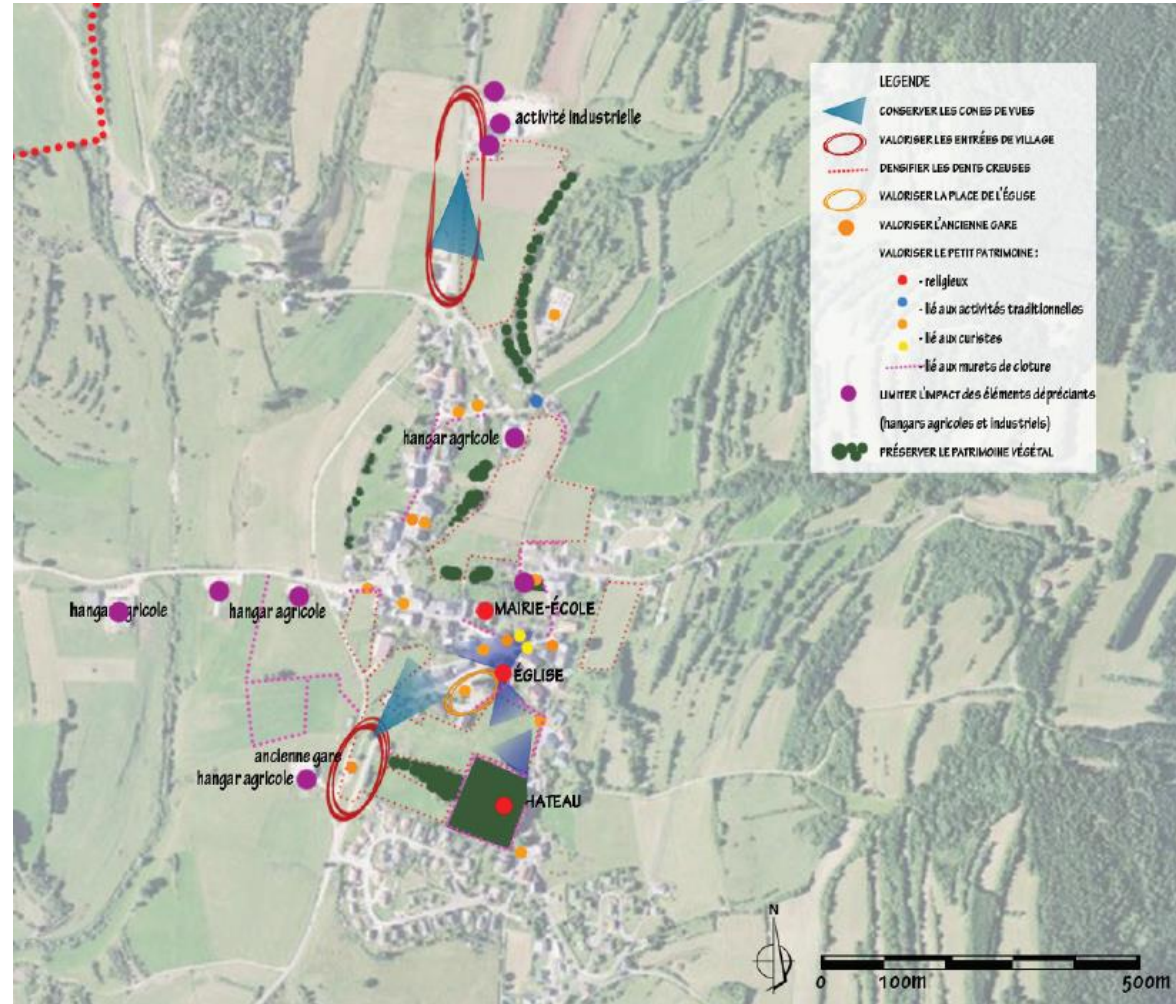 activité industrielle
LEGENDE
CONSERVER LES CONES DE VUES
VALORISER LES ENTRÉES DE VILLAGE
DENSIFIER LES DENTS CREUSES
VALORISER LA PLACE DE L'ÉGLISE
VALORISER L'ANCIENNE GARE
VALORISER LE PETIT PATRIMOINE :
- religieux
- lié aux activités traditionnelles
- lié aux curistes
- lié aux murets de cloture
LIMITER L'IMPACT des éléments dépréciants
(hangars agricoles et industriels)
PRÉSERVER LE PATRIMOINE VÉGÉTAL
hangar agricole
hangar agricole
hangar agricole
MAIRIE-ÉCOLE
ÉGLISE
ancienne gare
hangar agricole
HATEAU
N
0 100m 500m